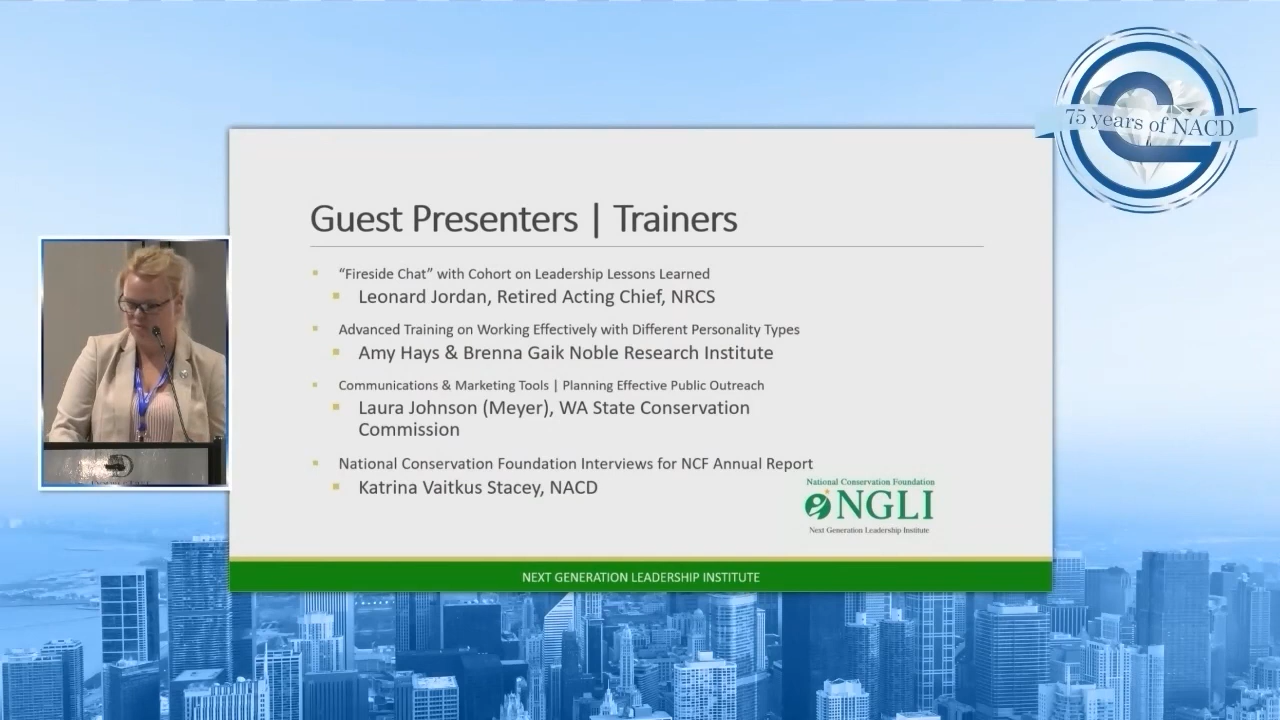 75 years of NACD
Guest Presenters | Trainers
“Fireside Chat” with Cohort on Leadership Lessons Learned
Leonard Jordan, Retired Acting Chief, NRCS
Advanced Training on Working Effectively with Different Personality Types
Amy Hays & Brenna Gaik Noble Research Institute
Communications & Marketing Tools | Planning Effective Public Outreach
Laura Johnson (Meyer), WA State Conservation
Commission
National Conservation Foundation Interviews for NCF Annual Report
Katrina Vaitkus Stacey, NACD
National Conservation Foundation
NGLI
Next Generation Leadership Institute
NEXT GENERATION LEADERSHIP INSTITUTE